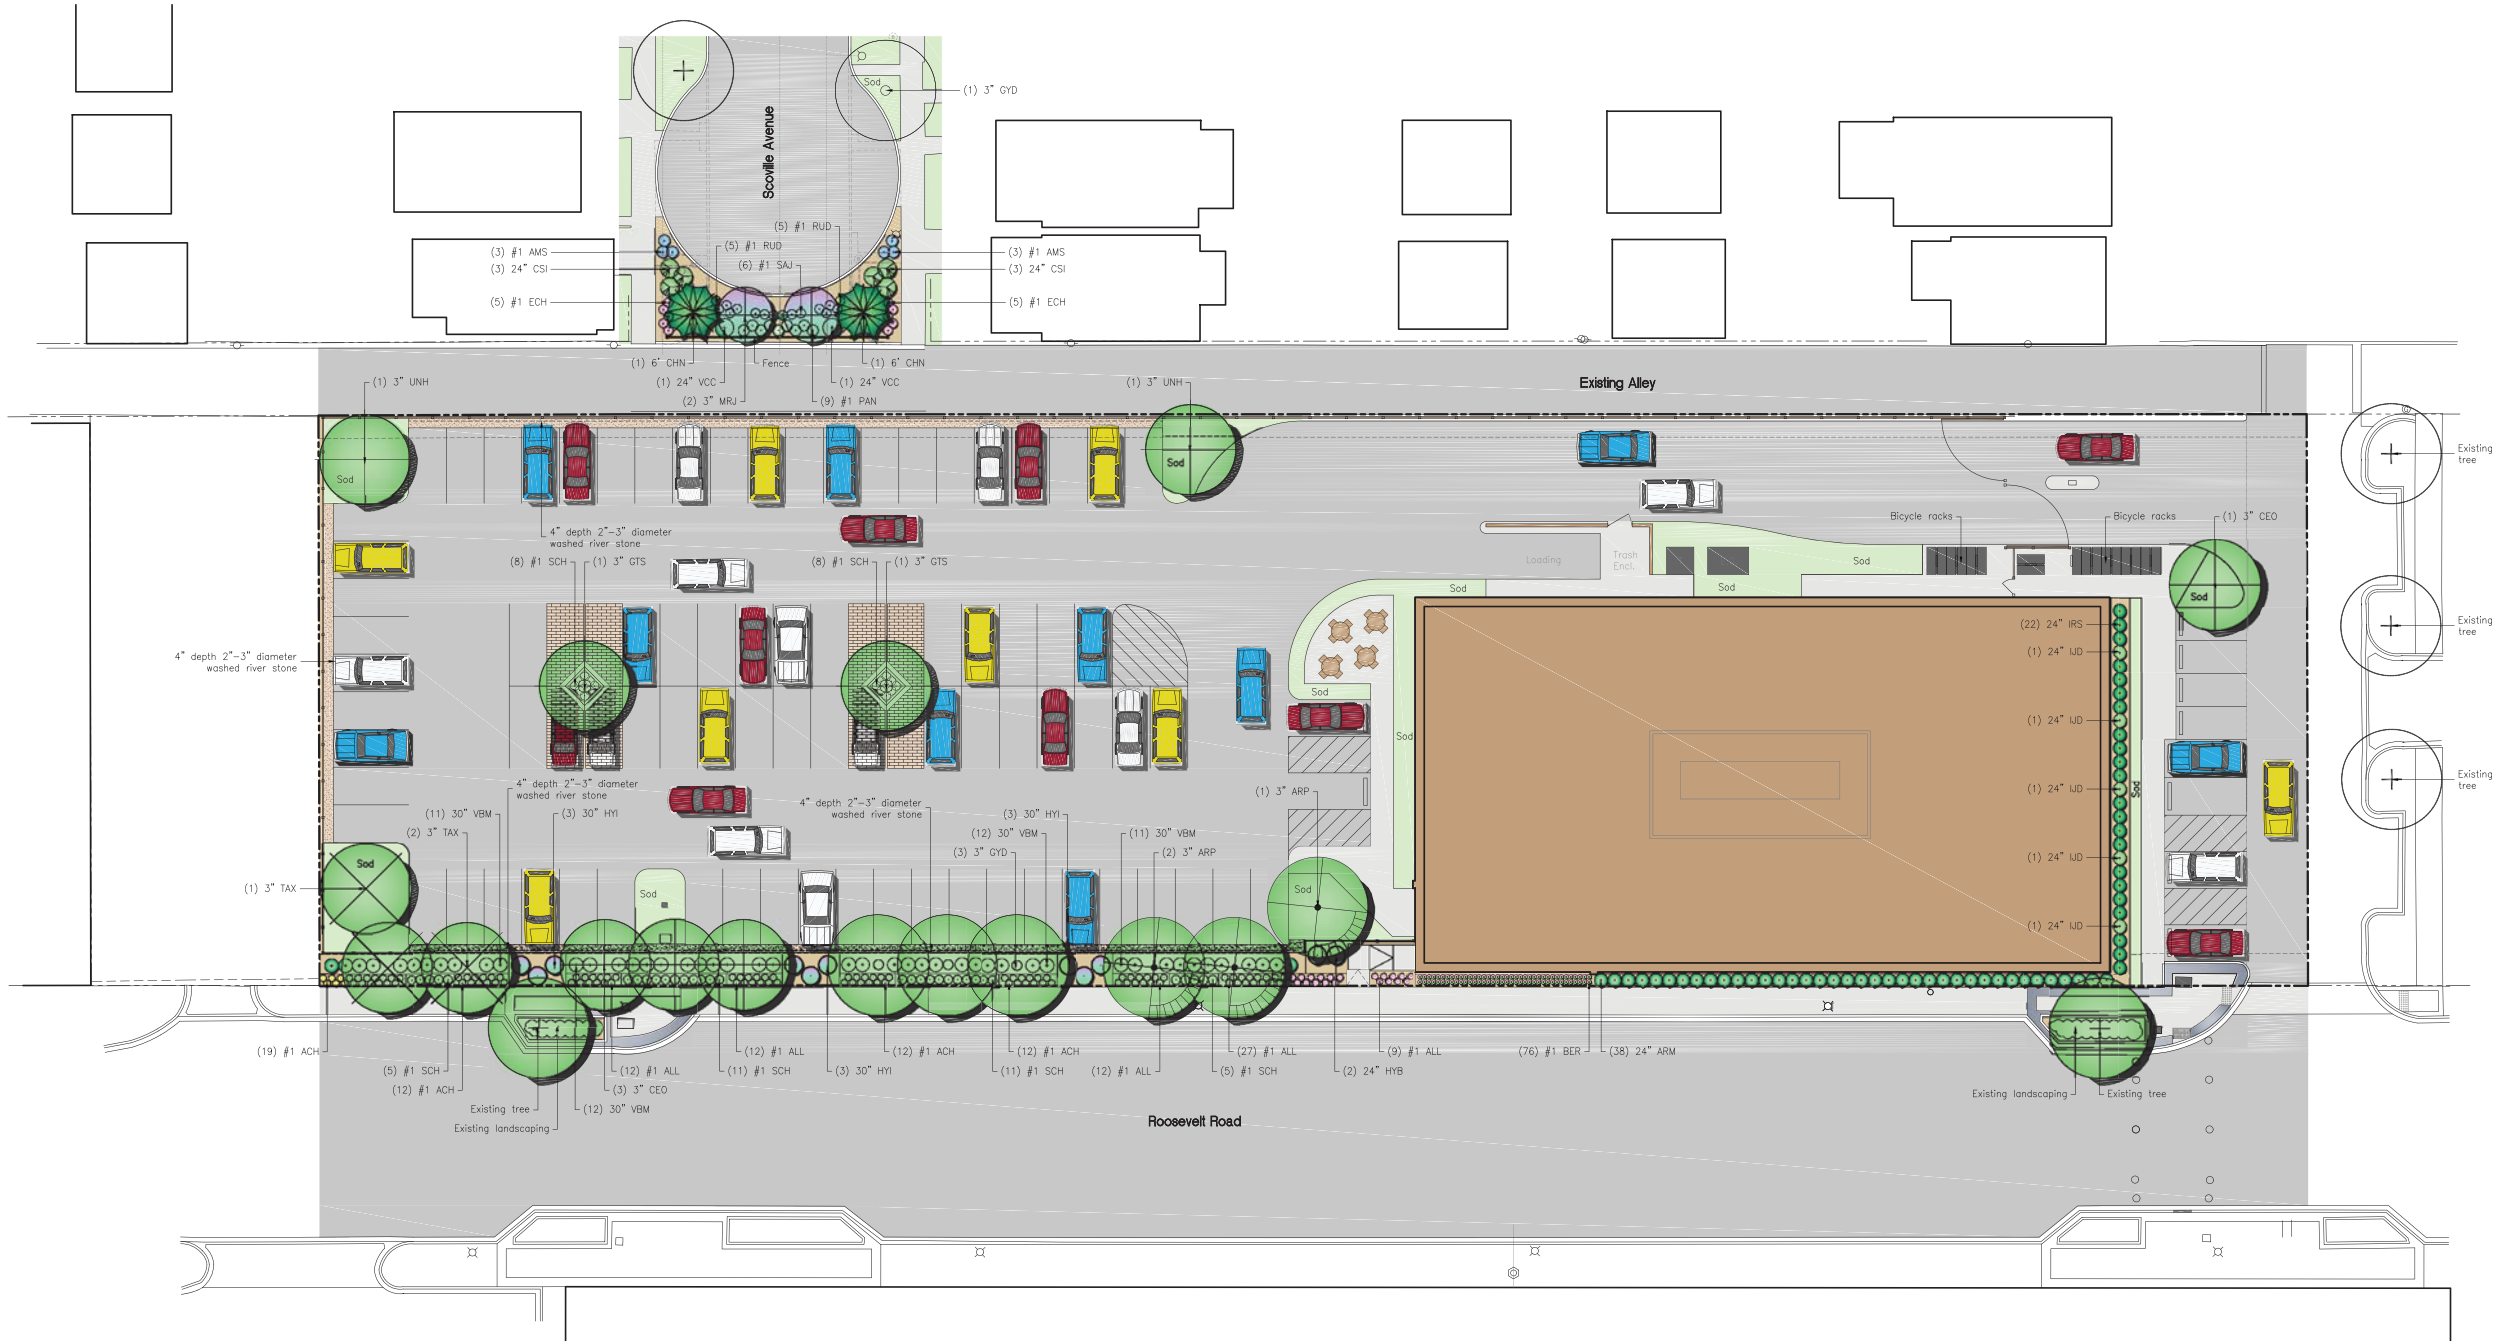 Sod
(1) 3" GYD
Scoville Avenue
(5) #1 RUD
(5) #1 RUD
(3) #1 AMS
(3) #1 AMS
(6) #1 SAJ
(3) 24" CSI
(3) 24" CSI
(5) #1 ECH
(5) #1 ECH
(1) 6' CHN
Fence
(1) 6' CHN
(1) 3" UNH
(1) 24" VCC
(1) 24" VCC
(1) 3" UNH
Existing Alley
(2) 3" MRJ
(9) #1 PAN
Sod
Sod
Existing
tree
4" depth 2"-3" diameter
washed river stone
Bicycle racks
Bicycle racks
(1) 3" CEO
(8) #1 SCH
(1) 3" GTS
(8) #1 SCH
(1) 3" GTS
Loading
Trash
Encl.
Sod
Sod
Sod
Sod
(22) 24" IRS
Existing
tree
4" depth 2"-3" diameter
washed river stone
(1) 24" IJD
Sod
(1) 24" IJD
Sod
Existing
tree
4" depth 2"-3" diameter
washed river stone
(1) 3" ARP
(1) 24" IJD
Sod
4" depth 2"-3" diameter
washed river stone
(11) 30" VBM
(3) 30" HYI
(3) 30" HYI
(2) 3" TAX
(12) 30" VBM
(11) 30" VBM
(3) 3" GYD
(2) 3" ARP
(1) 24" IJD
Sod
(1) 3" TAX
Sod
Sod
(1) 24" IJD
(19) #1 ACH
(12) #1 ALL
(12) #1 ACH
(12) #1 ACH
(27) #1 ALL
(9) #1 ALL
(76) #1 BER
(38) 24" ARM
(5) #1 SCH
(12) #1 ALL
(11) #1 SCH
(3) 30" HYI
(11) #1 SCH
(12) #1 ALL
(5) #1 SCH
(2) 24" HYB
(12) #1 ACH
(3) 3" CEO
Existing landscaping
Existing tree
Existing tree
(12) 30" VBM
Existing landscaping
Roosevelt Road